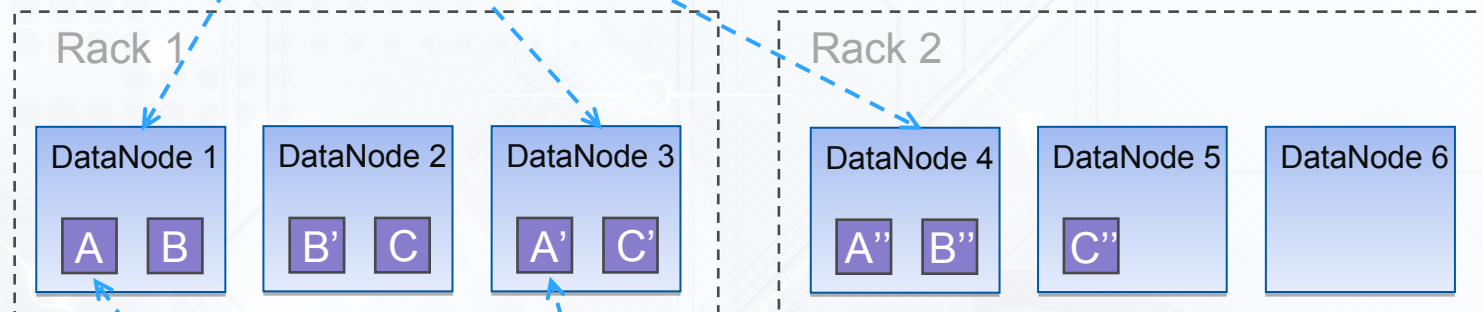 Rack 1
Rack 2
DataNode 1
DataNode 2
DataNode 3
DataNode 4
DataNode 5
DataNode 6
A B
B’ C
A’ C’
A’’ B’’
C’’